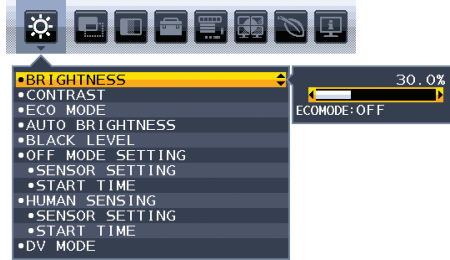 •BRIGHTNESS
30.0%
•CONTRAST
•ECO MODE
ECOMODE:OFF
•AUTO BRIGHTNESS
•BLACK LEVEL
•OFF MODE SETTING
•SENSOR SETTING
•START TIME
•HUMAN SENSING
•SENSOR SETTING
•START TIME
•DV MODE